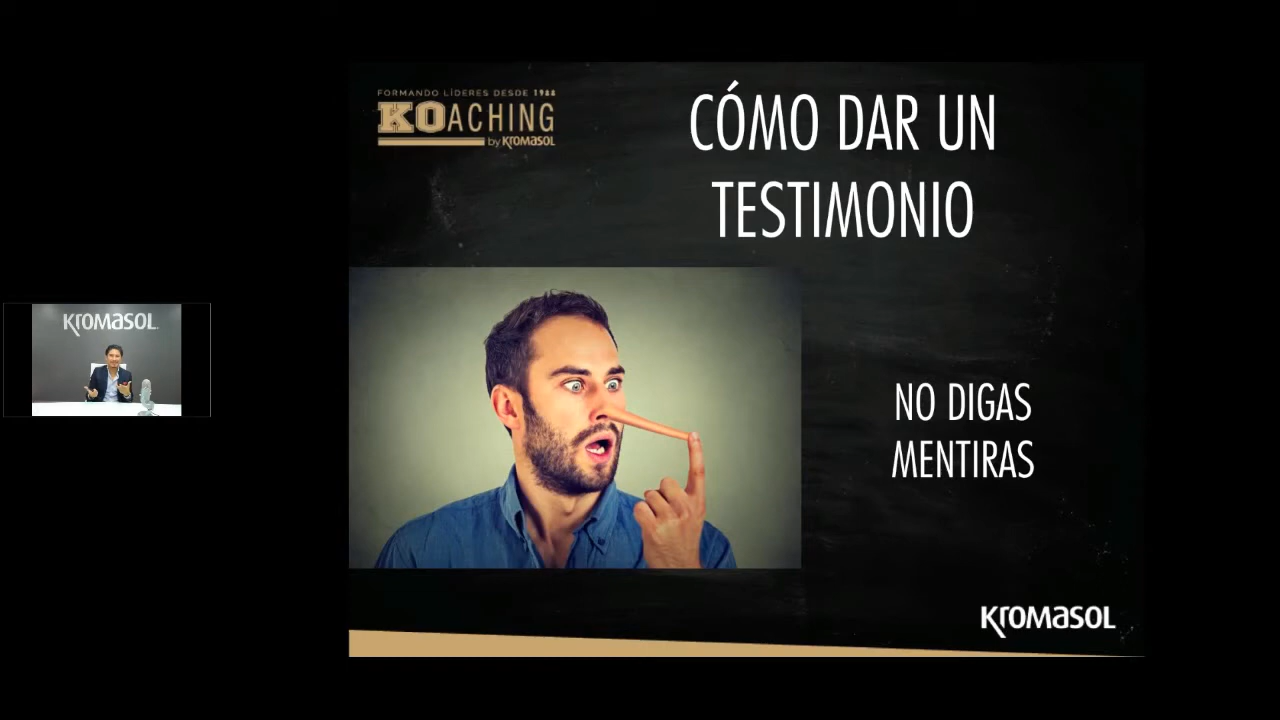 KROMASOL
FORMANDO LÍDERES DESDE 1988
KOACHING
by KROMASOL
CÓMO DAR UN
TESTIMONIO
NO DIGAS
MENTIRAS
KROMASOL